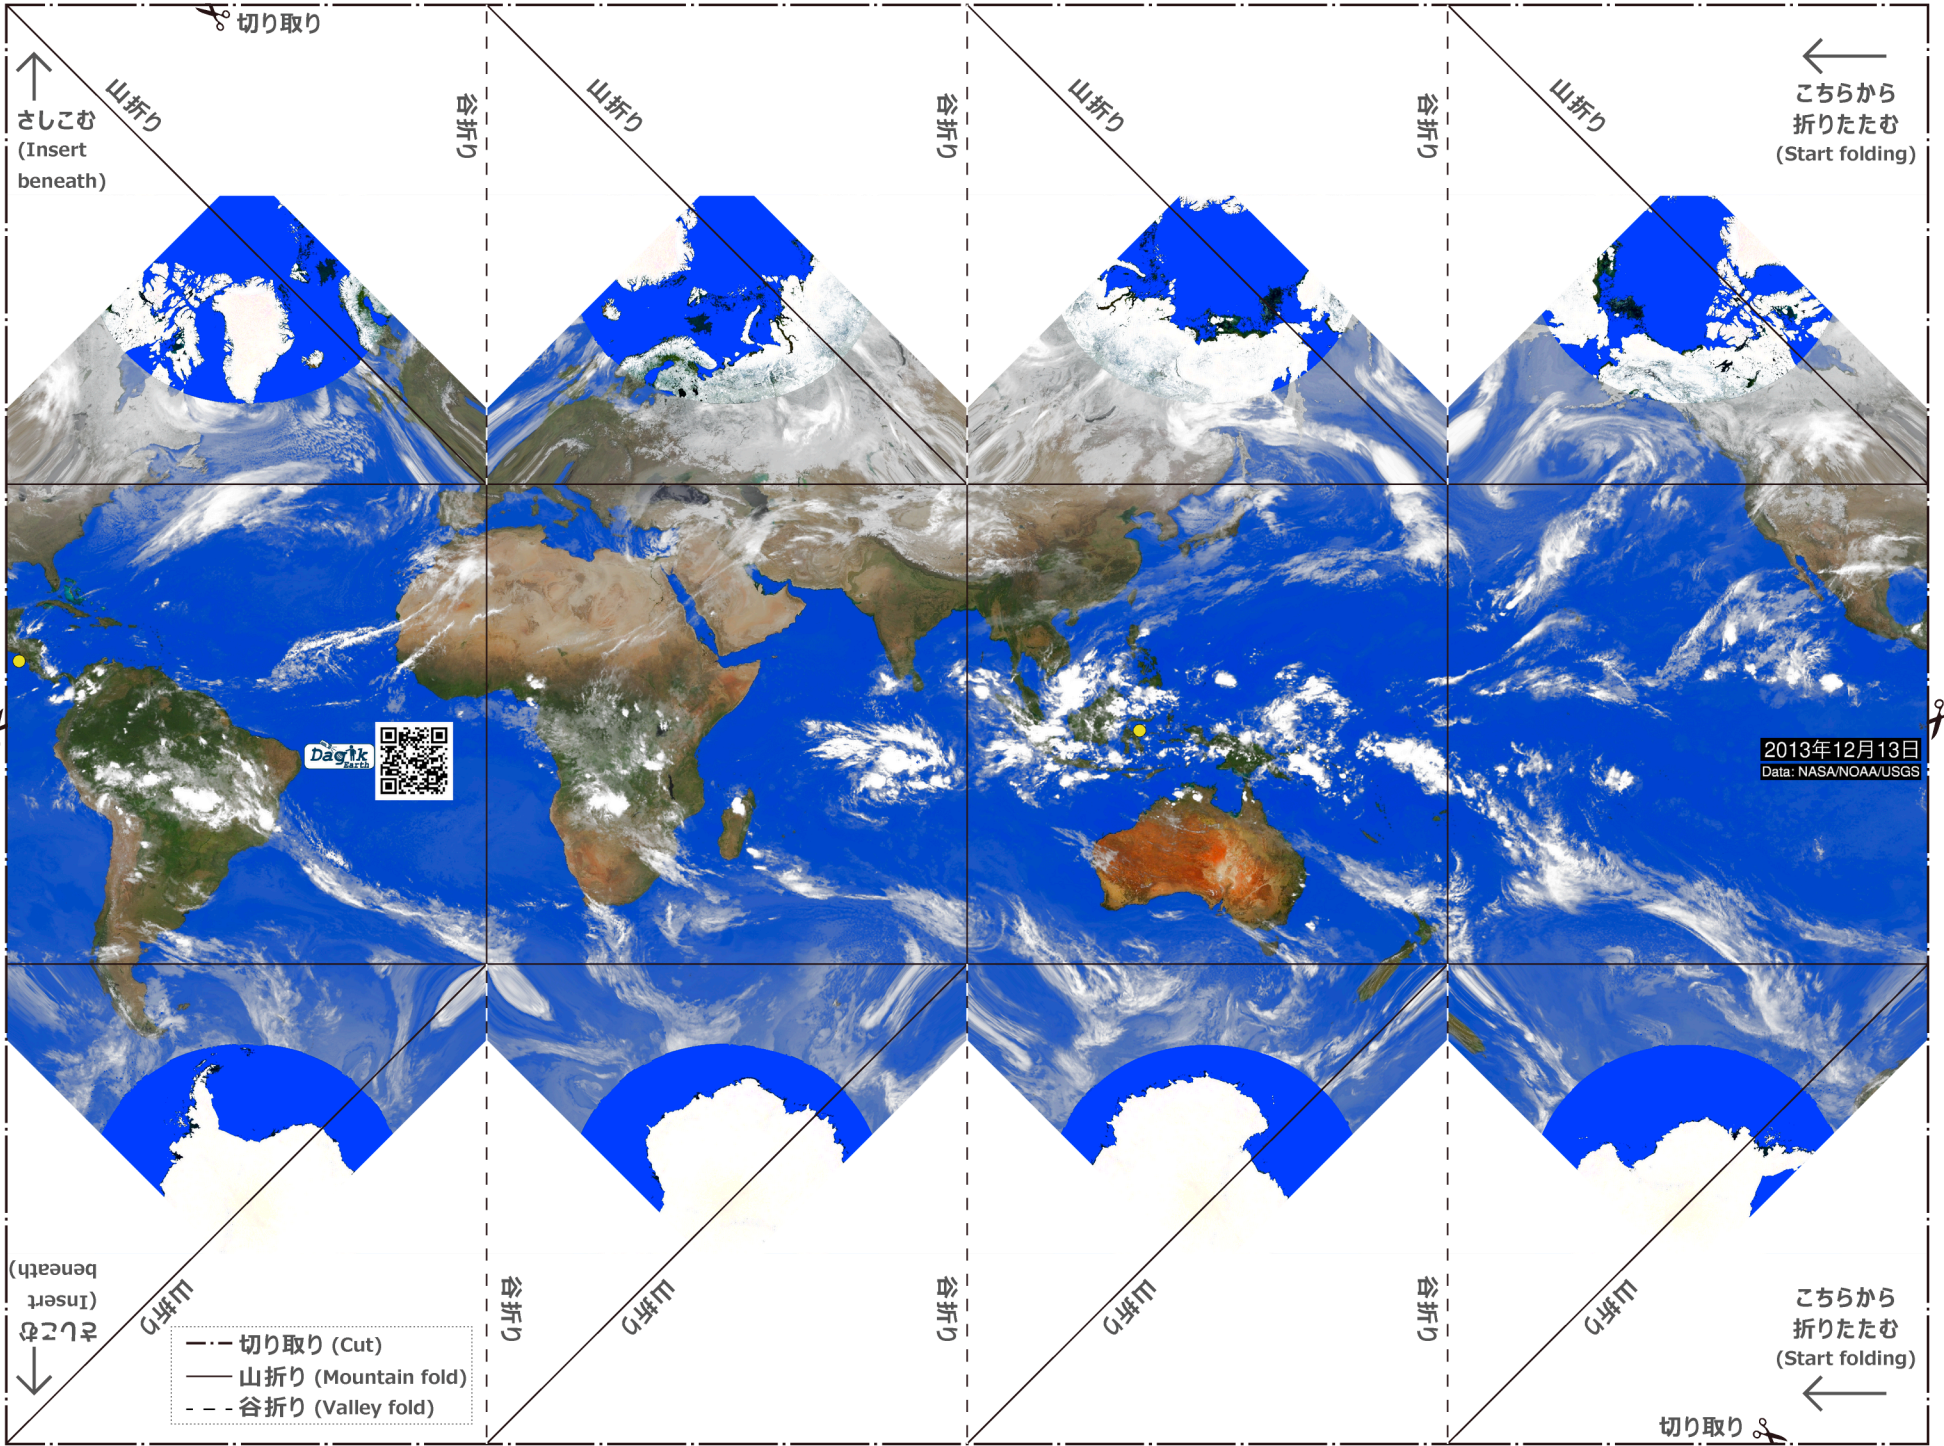 切り取り
山折り
谷折り
山折り
谷折り
山折り
谷折り
山折り
さしこむ
(Insert
beneath)
こちらから
折りたたむ
(Start folding)
Dagik
Earth
2013年12月13日
Data: NASA/NOAA/USGS
さしこむ
(Insert
beneath)
山折り
谷折り
山折り
谷折り
山折り
谷折り
山折り
こちらから
折りたたむ
(Start folding)
切り取り (Cut)
山折り (Mountain fold)
谷折り (Valley fold)
切り取り